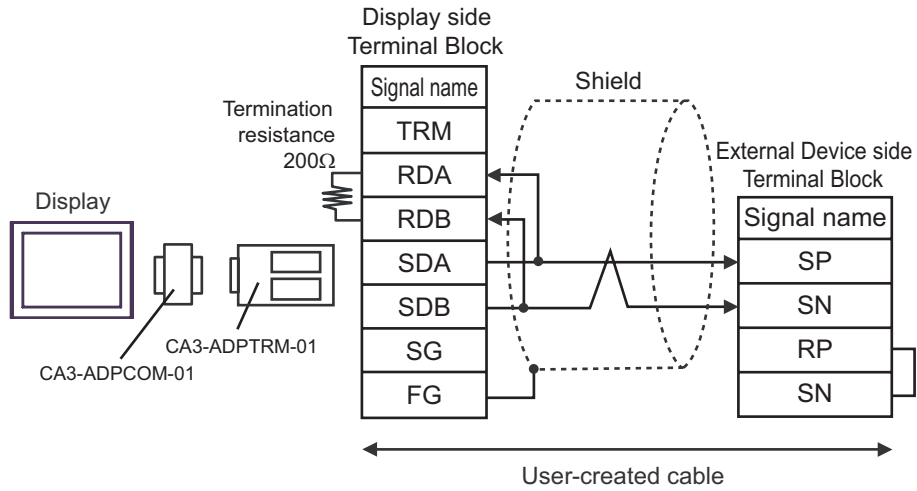 Display side
Terminal Block
Signal name
TRM
RDA
RDB
SDA
SDB
SG
FG
Termination
resistance
200Ω
Shield
External Device side
Terminal Block
Signal name
SP
SN
RP
SN
Display
CA3-ADPTRM-01
CA3-ADPCOM-01
User-created cable